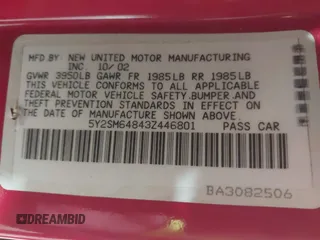 MFD.BY: NEW UNITED MOTOR MANUFACTURING
INC 10/02
GVWR 3950LB GAWR FR 1985LB RR 1985LB
THIS VEHICLE CONFORMS TO ALL APPLICABLE
FEDERAL MOTOR VEHICLE SAFETY,BUMPER,AND
THEFT PREVENTION STANDARDS IN EFFECT ON
THE DATE OF MANUFACTURE SHOWN ABOVE.
5Y2SM64843Z446801 PASS CAR
BA3082506
DREAMBID